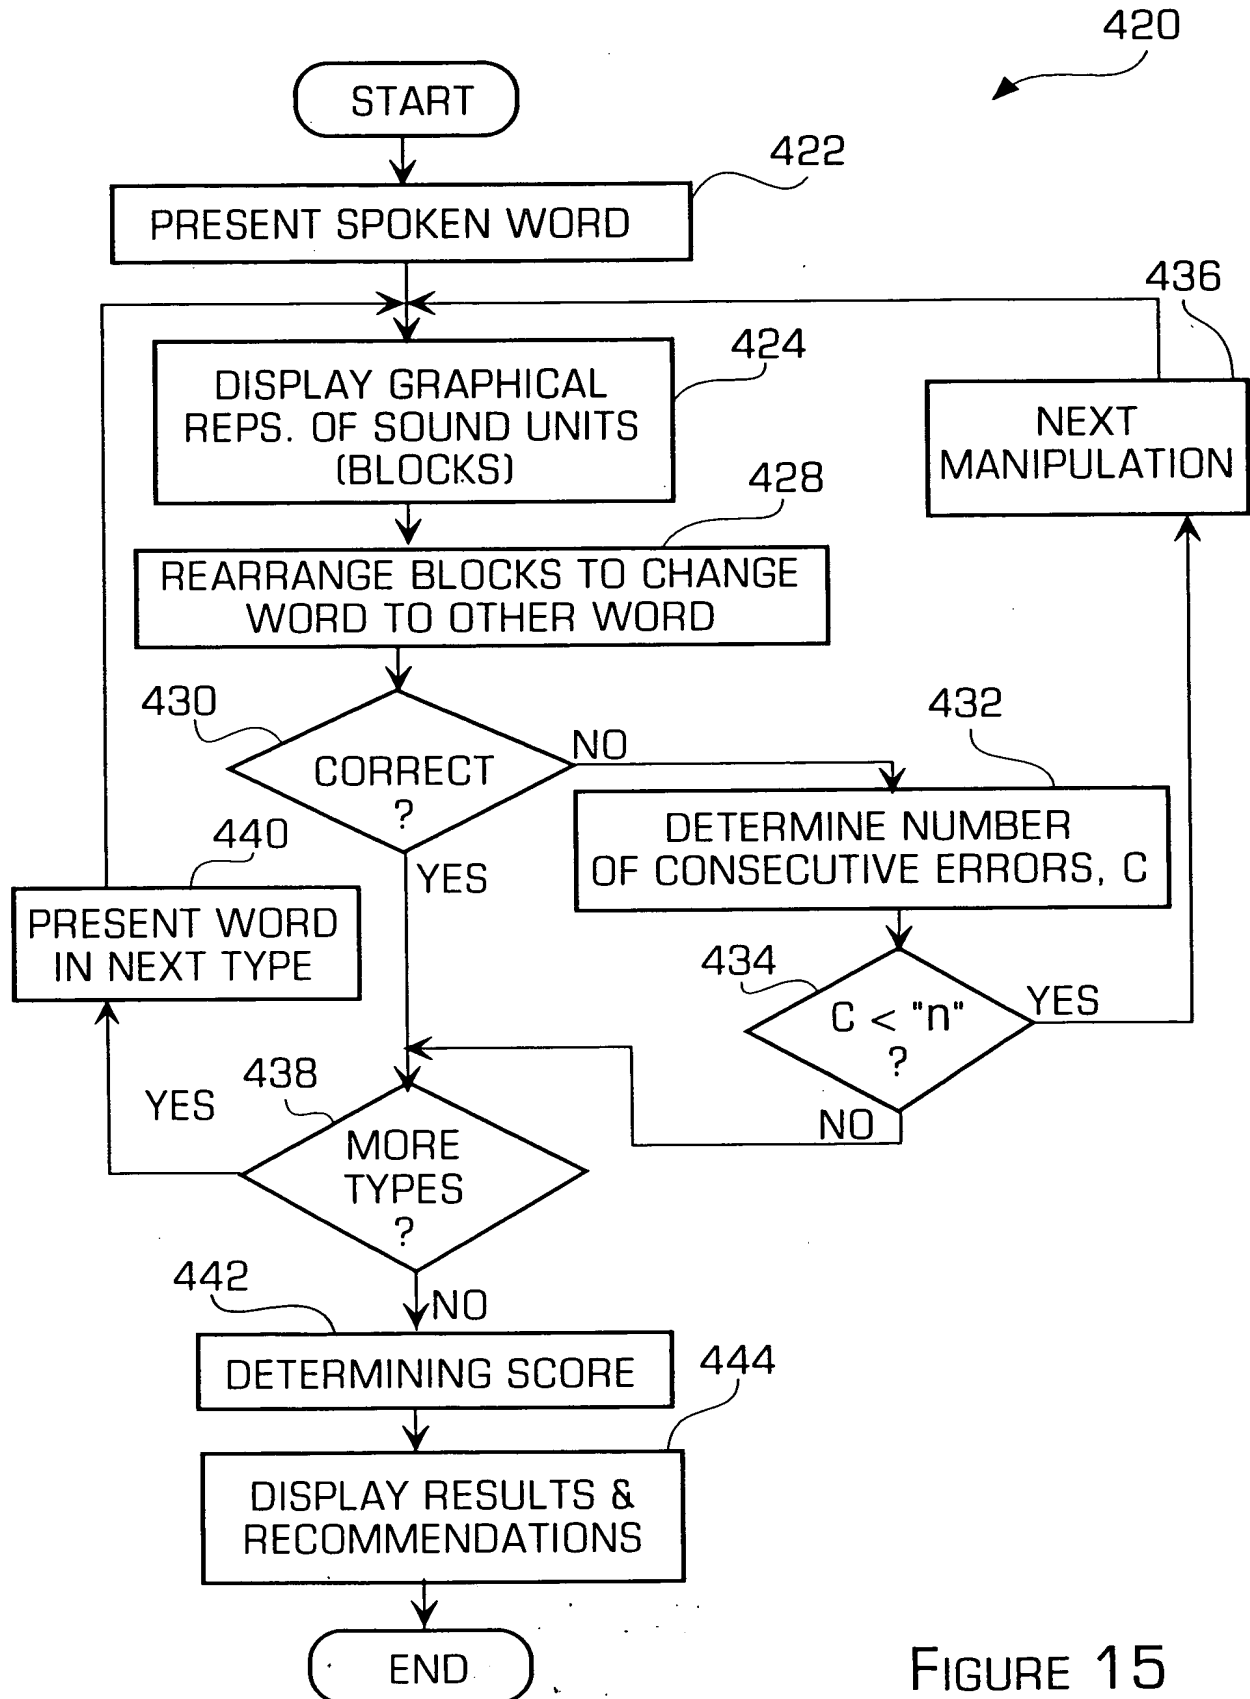 420
START
422
PRESENT SPOKEN WORD
436
424
DISPLAY GRAPHICAL
REPS. OF SOUND UNITS
(BLOCKS)
NEXT
MANIPULATION
428
REARRANGE BLOCKS TO CHANGE
WORD TO OTHER WORD
430
CORRECT
?
NO
432
DETERMINE NUMBER
OF CONSECUTIVE ERRORS, C
YES
440
PRESENT WORD
IN NEXT TYPE
434
C < "n"
?
YES
NO
438
YES
MORE
TYPES
?
NO
442
DETERMINING SCORE
444
DISPLAY RESULTS &
RECOMMENDATIONS
END
FIGURE 15